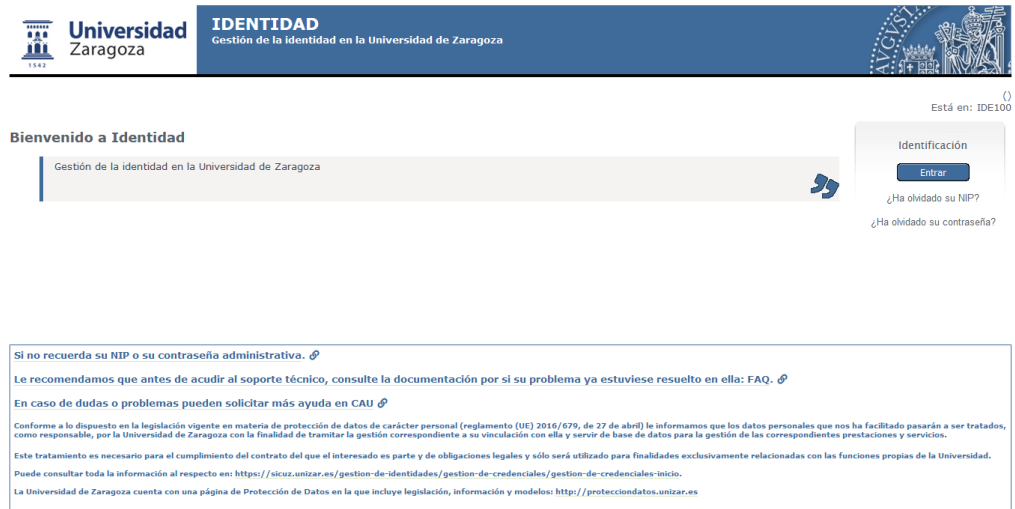 Universidad
Zaragoza
1542
IDENTIDAD
Gestión de la identidad en la Universidad de Zaragoza
AVGVSTA
()
Está en: IDE100
Bienvenido a Identidad
Gestión de la identidad en la Universidad de Zaragoza
Identificación
Entrar
¿Ha olvidado su NIP?
¿Ha olvidado su contraseña?
Si no recuerda su NIP o su contraseña administrativa.
Le recomendamos que antes de acudir al soporte técnico, consulte la documentación por si su problema ya estuviese resuelto en ella: FAQ.
En caso de dudas o problemas pueden solicitar más ayuda en CAU
Conforme a lo dispuesto en la legislación vigente en materia de protección de datos de carácter personal (reglamento (UE) 2016/679, de 27 de abril) le informamos que los datos personales que nos ha facilitado pasarán a ser tratados,
como responsable, por la Universidad de Zaragoza con la finalidad de tramitar la gestión correspondiente a su vinculación con ella y servir de base de datos para la gestión de las correspondientes prestaciones y servicios.
Este tratamiento es necesario para el cumplimiento del contrato del que el interesado es parte y de obligaciones legales y sólo será utilizado para finalidades exclusivamente relacionadas con las funciones propias de la Universidad.
Puede consultar toda la información al respecto en: https://sicuz.unizar.es/gestion-de-identidades/gestion-de-credenciales/gestion-de-credenciales-inicio.
La Universidad de Zaragoza cuenta con una página de Protección de Datos en la que incluye legislación, información y modelos: http://protecciondatos.unizar.es